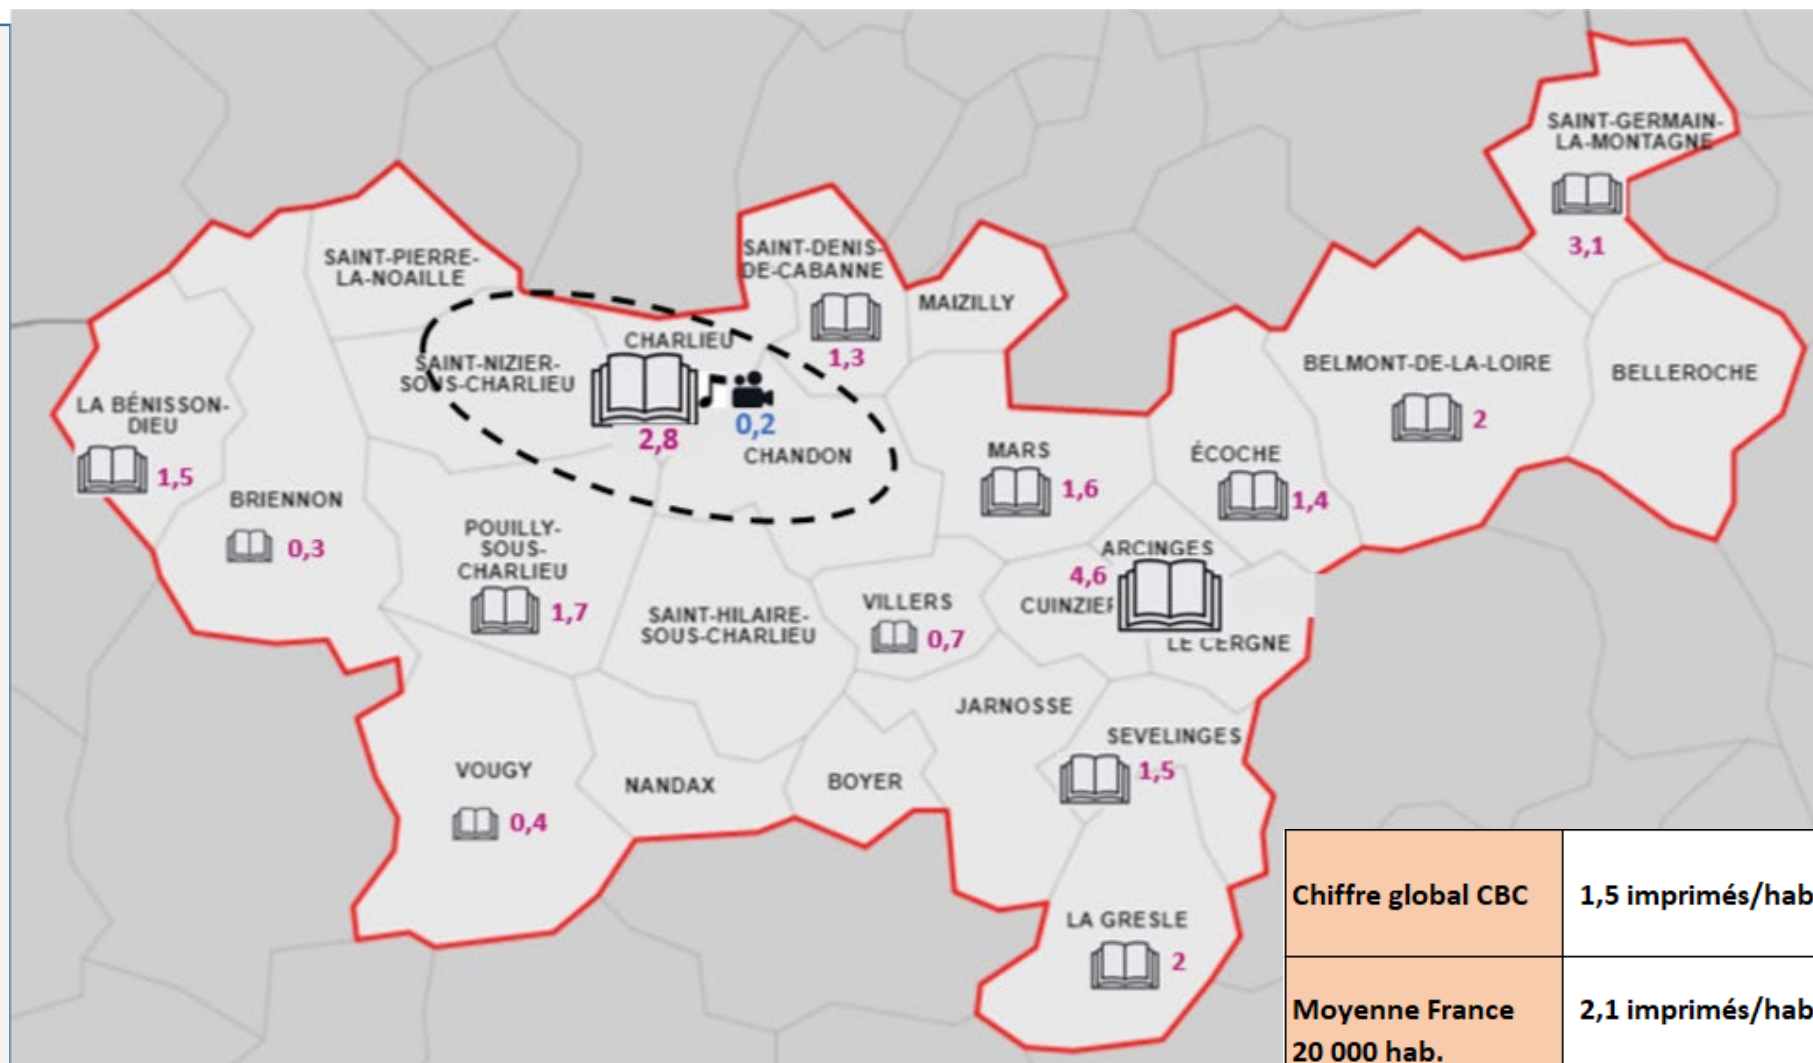 SAINT-GERMAIN-
LA-MONTAGNE
3,1
SAINT-PIERRE-
LA-NOAILLE
SAINT-DENIS-
DE-CABANNE
1,3
MAIZILLY
CHARLIEU
2,8
0,2
SAINT-NIZIER-
SOUS-CHARLIEU
CHANDON
BELMONT-DE-LA-LOIRE
2
BELLEROCHE
LA BÉNISSON-
DIEU
1,5
BRIENNON
0,3
MARS
1,6
ÉCOCHE
1,4
POUILLY-
SOUS-
CHARLIEU
1,7
ARCINGES
4,6
CUINZIER
LE CERGNE
SAINT-HILAIRE-
SOUS-CHARLIEU
VILLERS
0,7
JARNOSSE
SEVELINGES
1,5
VOUGY
0,4
NANDAX
BOYER
LA GRESLE
2
Chiffre global CBC
1,5 imprimés/hab
Moyenne France
20 000 hab.
2,1 imprimés/hab